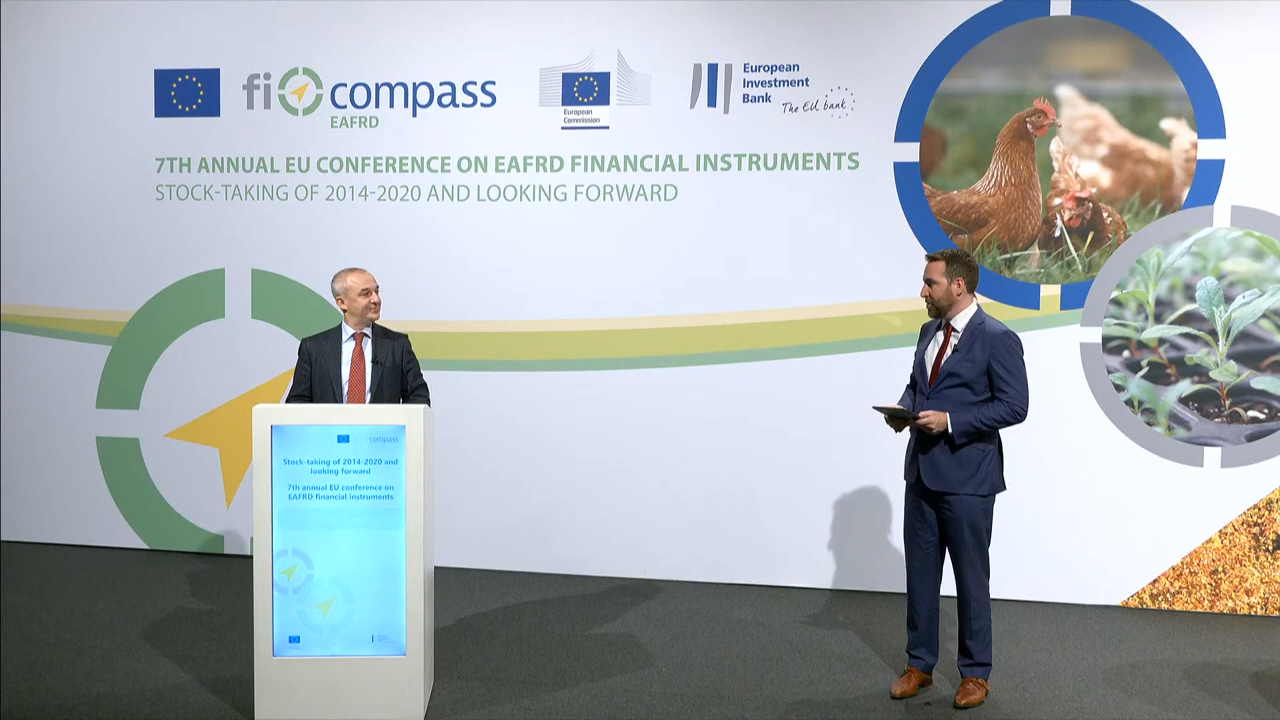 fi compass
EAFRD
European
Commission
European
Investment
Bank
The EU bank
7TH ANNUAL EU CONFERENCE ON EAFRD FINANCIAL INSTRUMENTS
STOCK-TAKING OF 2014-2020 AND LOOKING FORWARD
compass
Stock-taking of 2014-2020 and
looking forward
7th annual EU conference on
EAFRD financial instruments